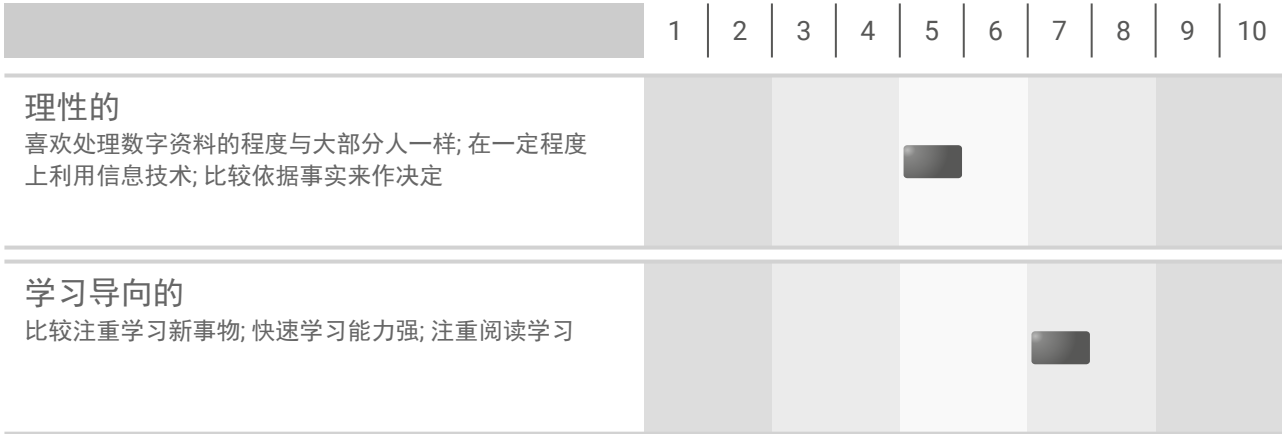 1 2 3 4 5 6 7 8 9 10
理性的
喜欢处理数字资料的程度与大部分人一样; 在一定程度
上利用信息技术; 比较依据事实来作决定
学习导向的
比较注重学习新事物; 快速学习能力强; 注重阅读学习